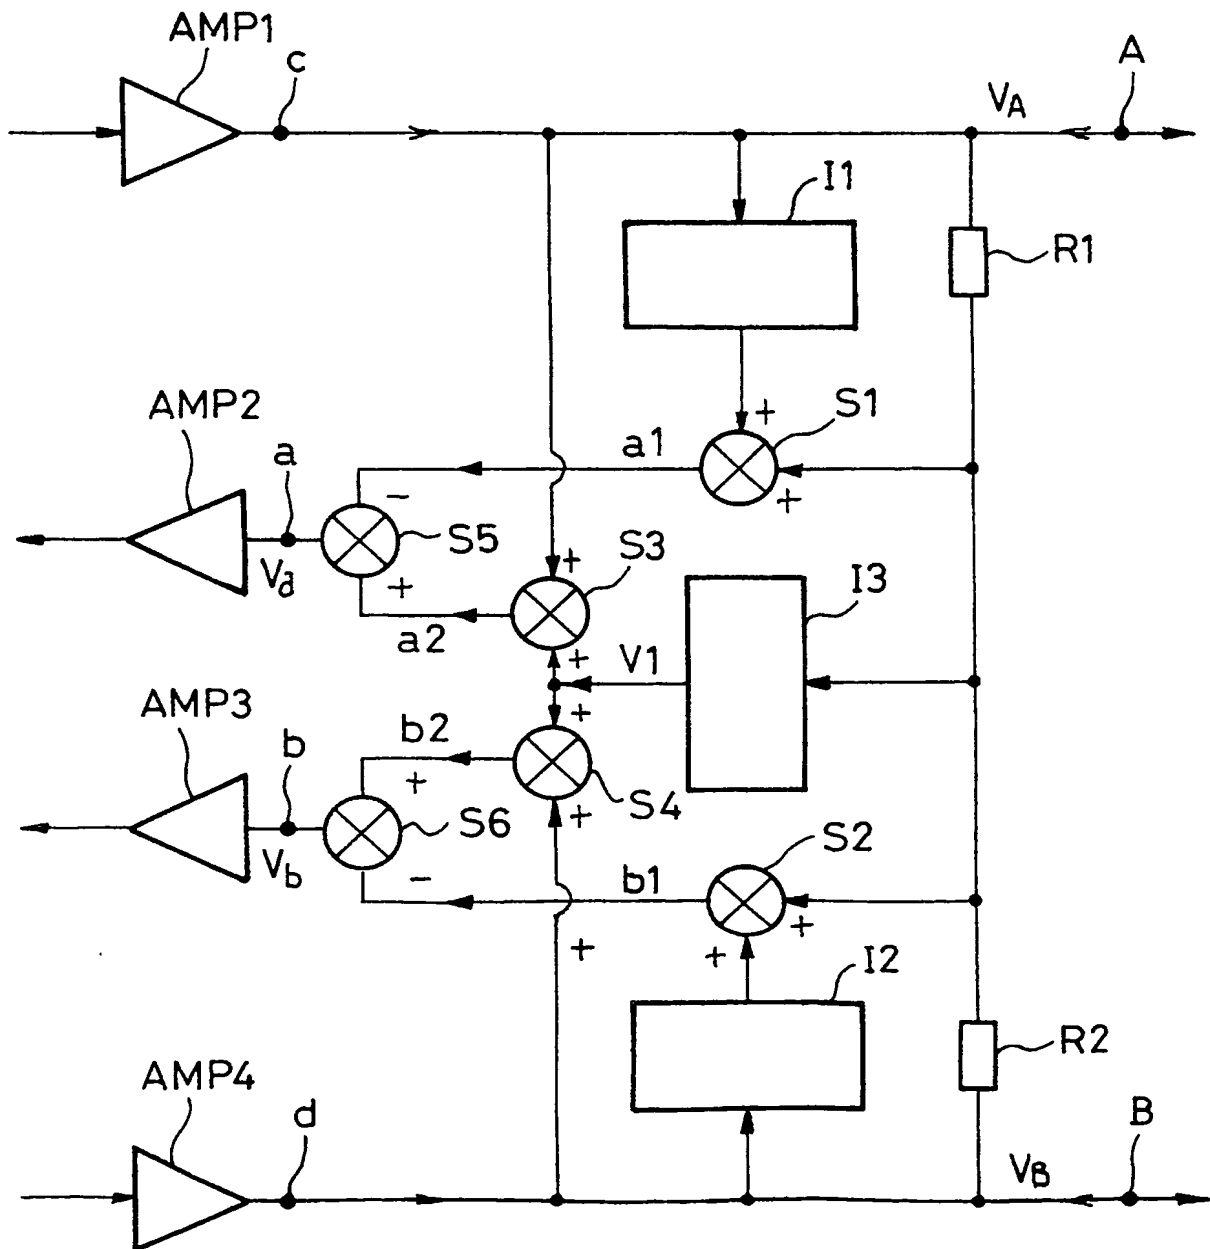 AMP1
c
A
VA
I1
R1
+
S1
AMP2
a
a1
+
-
S5
+
S3
I3
Va
+
a2
+
V1
AMP3
b
b2
+
+
S4
S6
+
S2
Vb
-
b1
+
+
+
I2
R2
AMP4
d
B
VB